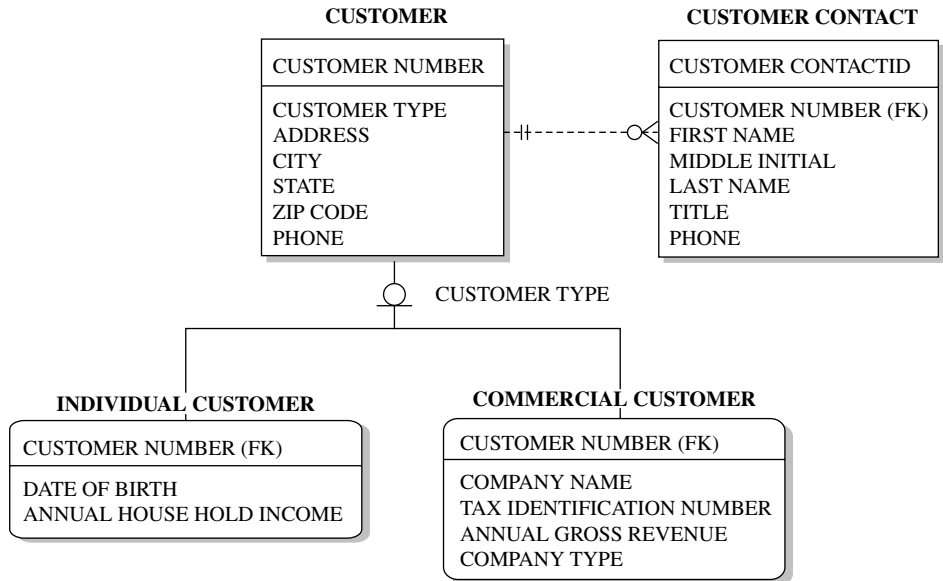 CUSTOMER
CUSTOMER NUMBER
CUSTOMER TYPE
ADDRESS
CITY
STATE
ZIP CODE
PHONE
CUSTOMER CONTACT
CUSTOMER CONTACTID
CUSTOMER NUMBER (FK)
FIRST NAME
MIDDLE INITIAL
LAST NAME
TITLE
PHONE
CUSTOMER TYPE
INDIVIDUAL CUSTOMER
CUSTOMER NUMBER (FK)
DATE OF BIRTH
ANNUAL HOUSE HOLD INCOME
COMMERCIAL CUSTOMER
CUSTOMER NUMBER (FK)
COMPANY NAME
TAX IDENTIFICATION NUMBER
ANNUAL GROSS REVENUE
COMPANY TYPE